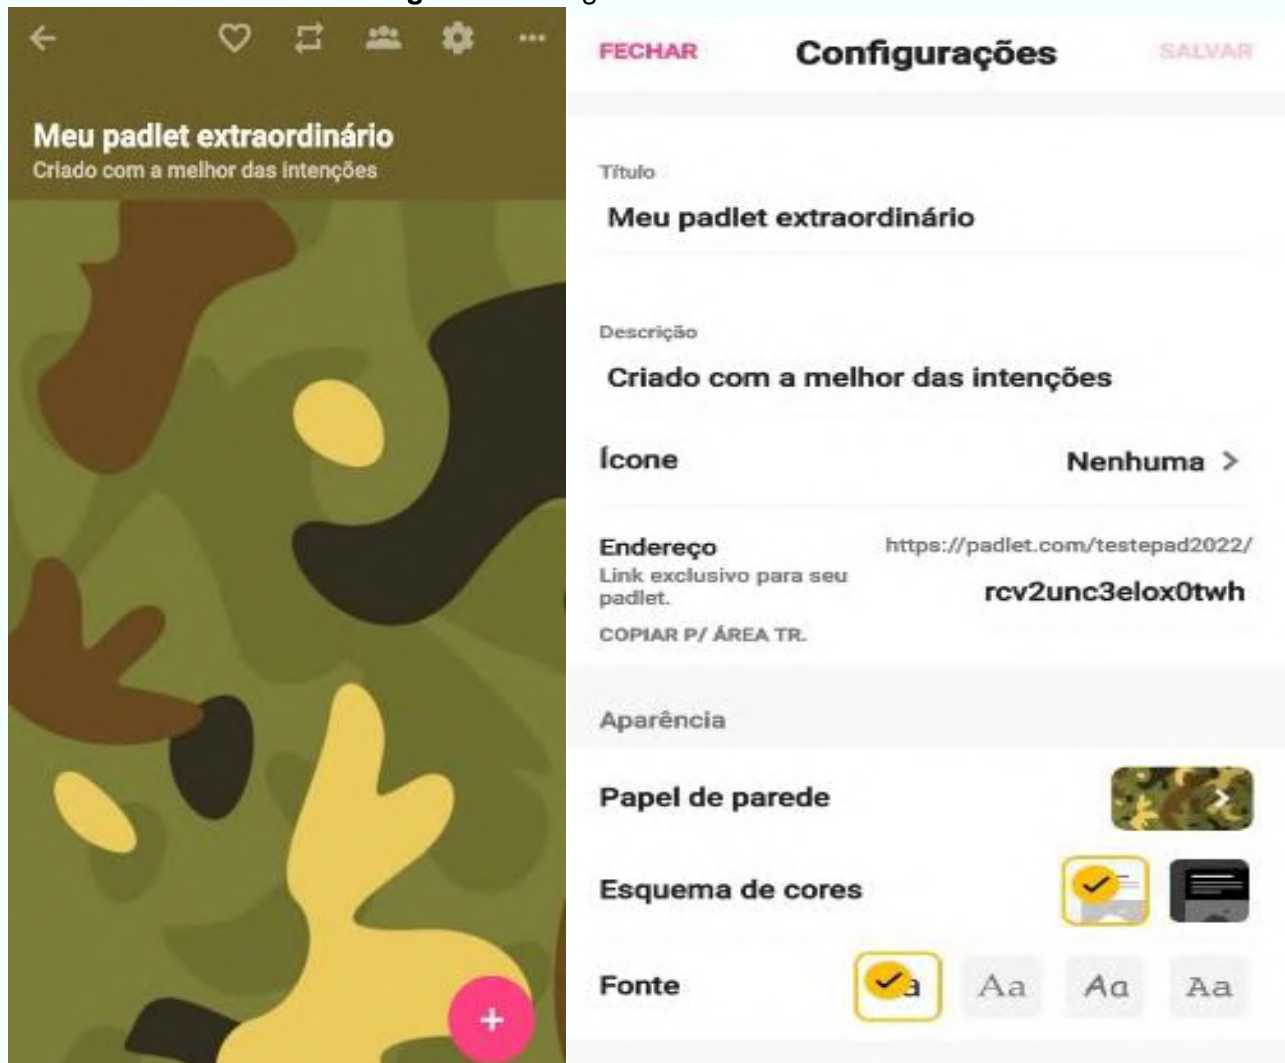 Meu padlet extraordinário
Criado com a melhor das intenções
FECHAR
Configurações
SALVAR
Título
Meu padlet extraordinário
Descrição
Criado com a melhor das intenções
Ícone
Nenhuma >
Endereço
https://padlet.com/testepad2022/
Link exclusivo para seu
padlet.
rcv2unc3elox0twh
COPIAR P/ ÁREA TR.
Aparência
Papel de parede
Esquema de cores
Fonte
Aa
Aa
Aa